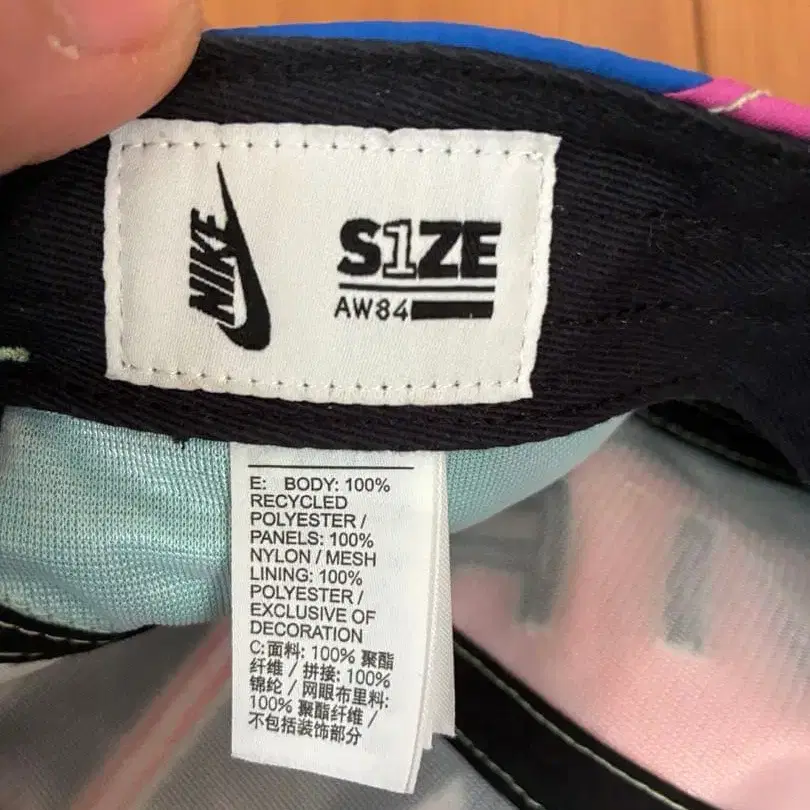 NIKE
S1ZE
AW84
E: BODY: 100%
RECYCLED
POLYESTER /
PANELS: 100%
NYLON / MESH
LINING: 100%
POLYESTER /
EXCLUSIVE OF
DECORATION
C:面料: 100% 聚酯
纤维 / 拼接: 100%
锦纶 / 网眼布里料:
100% 聚酯纤维 /
不包括装饰部分